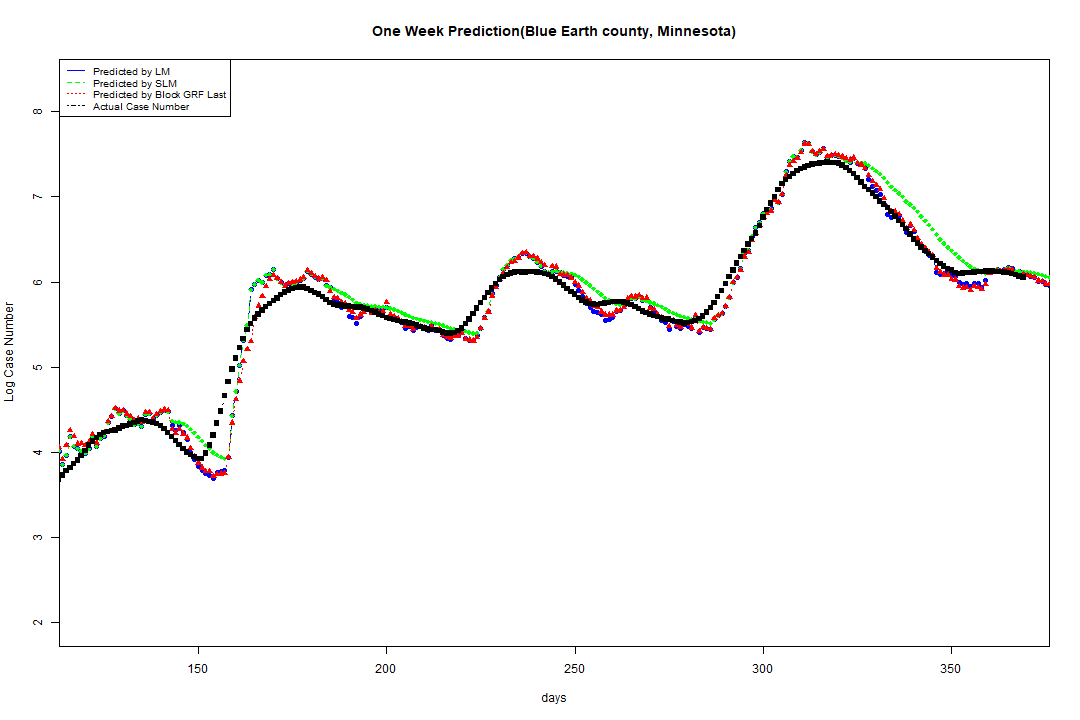 One Week Prediction(Blue Earth county, Minnesota)
Predicted by LM
Predicted by SLM
Predicted by Block GRF Last
Actual Case Number
8
7
6
5
4
3
2
Log Case Number
150 200 250 300 350
days